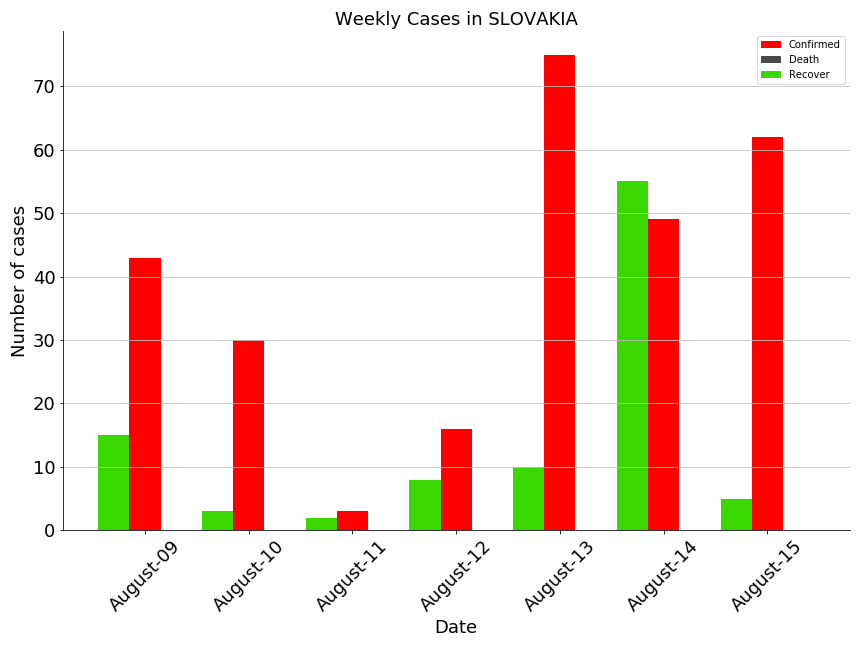 Weekly Cases in SLOVAKIA
Confirmed
Death
Recover
Number of cases
70
60
50
40
30
20
10
0
August-09
August-10
August-11
August-12
August-13
August-14
August-15
Date